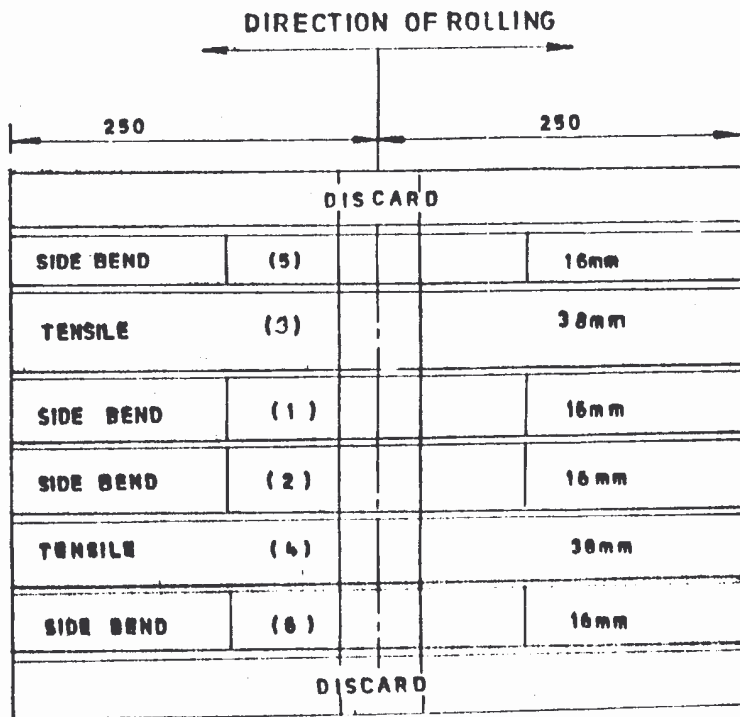 DIRECTION OF ROLLING
250 250
DISCARD
SIDE BEND (5) 16mm
TENSILE (3) 38mm
SIDE BEND (1) 16mm
SIDE BEND (2) 16mm
TENSILE (4) 38mm
SIDE BEND (6) 16mm
DISCARD